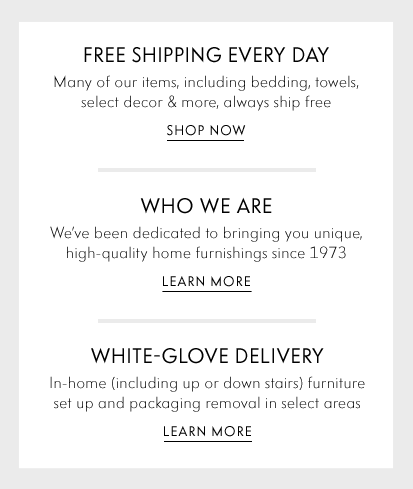 FREE SHIPPING EVERY DAY
Many of our items, including bedding, towels,
select decor & more, always ship free
SHOP NOW
WHO WE ARE
We've been dedicated to bringing you unique,
high-quality home furnishings since 1973
LEARN MORE
WHITE-GLOVE DELIVERY
In-home (including up or down stairs) furniture
set up and packaging removal in select areas
LEARN MORE